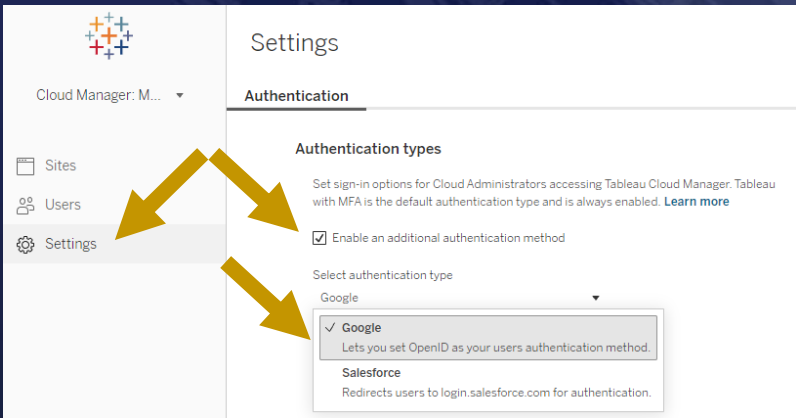 Settings
Cloud Manager: M...
Authentication
Sites
Users
Settings
Authentication types
Set sign-in options for Cloud Administrators accessing Tableau Cloud Manager. Tableau
with MFA is the default authentication type and is always enabled. Learn more
Enable an additional authentication method
Select authentication type
Google
Google
Lets you set OpenID as your users authentication method.
Salesforce
Redirects users to login.salesforce.com for authentication.